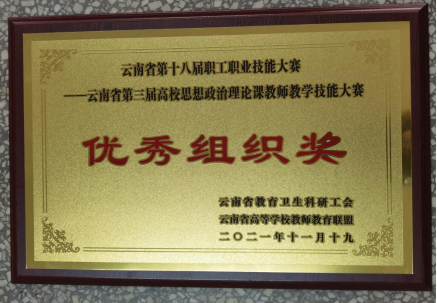 云南省第十八届职工职业技能大赛
——云南省第三届高校思想政治理论课教师教学技能大赛
优秀组织奖
云南省教育卫生科研工会
云南省高等学校教师教育联盟
二〇二一年十一月十九